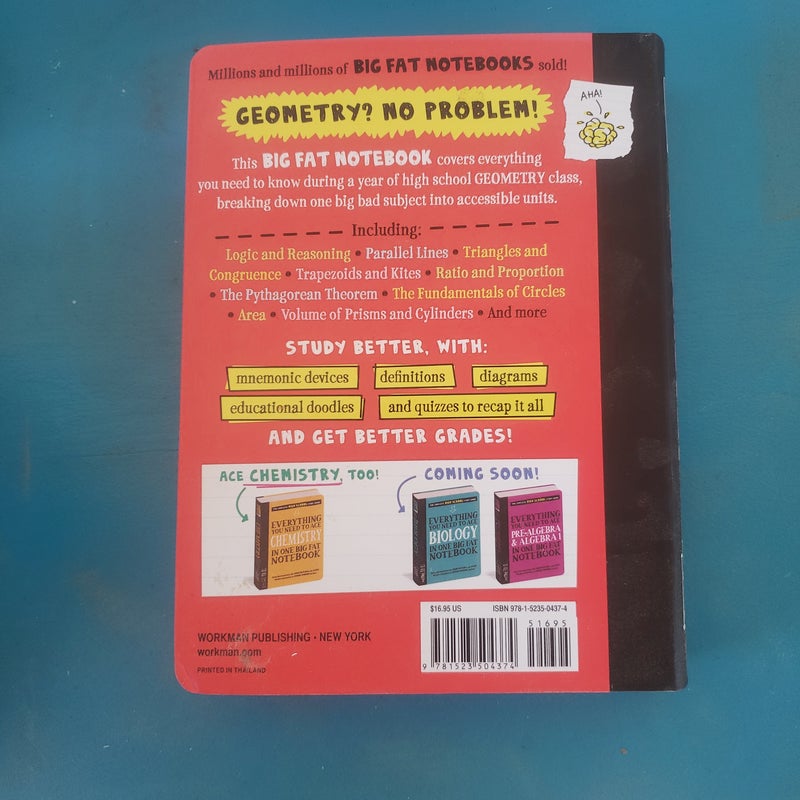 Millions and millions of BIG FAT NOTEBOOKS sold!
GEOMETRY? NO PROBLEM!
AHA!
This BIG FAT NOTEBOOK covers everything
you need to know during a year of high school GEOMETRY class,
breaking down one big bad subject into accessible units.
Including:
Logic and Reasoning • Parallel Lines • Triangles and
Congruence • Trapezoids and Kites • Ratio and Proportion
• The Pythagorean Theorem • The Fundamentals of Circles
• Area • Volume of Prisms and Cylinders • And more
STUDY BETTER, WITH:
mnemonic devices definitions diagrams
educational doodles and quizzes to recap it all
AND GET BETTER GRADES!
ACE CHEMISTRY, TOO!
EVERYTHING
YOU NEED TO ACE
CHEMISTRY
IN ONE BIG FAT
NOTEBOOK
COMING SOON!
EVERYTHING
YOU NEED TO ACE
BIOLOGY
IN ONE BIG FAT
NOTEBOOK
EVERYTHING
YOU NEED TO ACE
PRE-ALGEBRA
& ALGEBRA 1
IN ONE BIG FAT
NOTEBOOK
WORKMAN PUBLISHING • NEW YORK
workman.com
PRINTED IN THAILAND
$16.95 US ISBN 978-1-5235-0437-4
51695
9 781523 504374